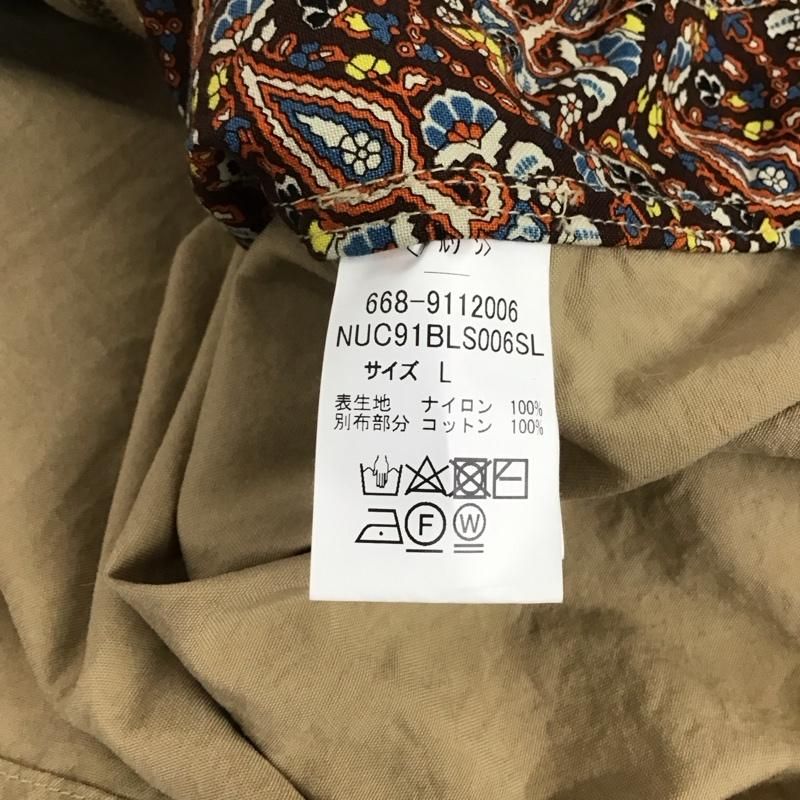 668-9112006
NUC91BLS006SL
サイズ L
表生地 ナイロン 100%
別布部分 コットン 100%
F W